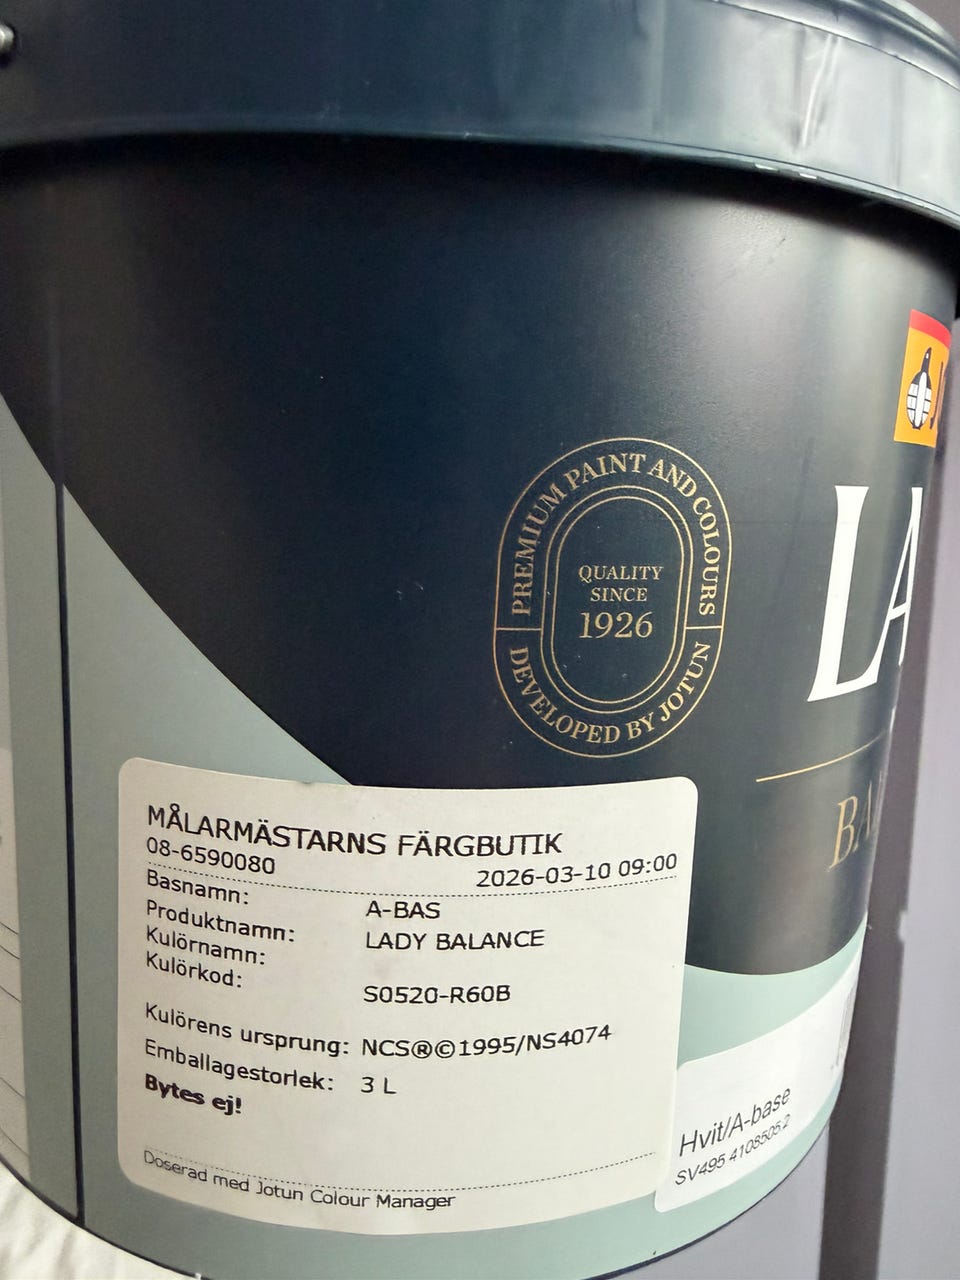 PREMIUM PAINT AND COLOURS
QUALITY
SINCE
1926
DEVELOPED BY JOTUN
MÅLARMÄSTARNS FÄRGBUTIK
08-6590080
2026-03-10 09:00
Basnamn: A-BAS
Produktnamn: LADY BALANCE
Kulörnamn:
Kulörkod: S0520-R60B
Kulörens ursprung: NCS®©1995/NS4074
Emballagestorlek: 3 L
Bytes ej!
Doserad med Jotun Colour Manager
Hvit/A-base
SV495 4108505.2